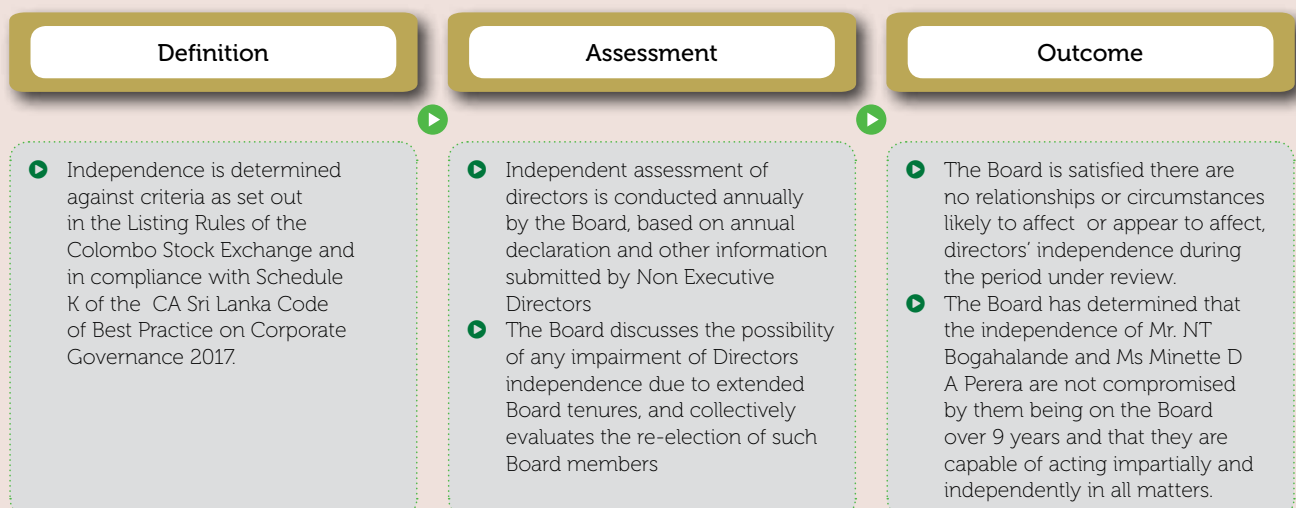 Definition
Independence is determined
against criteria as set out
in the Listing Rules of the
Colombo Stock Exchange and
in compliance with Schedule
K of the CA Sri Lanka Code
of Best Practice on Corporate
Governance 2017.
Assessment
Independent assessment of
directors is conducted annually
by the Board, based on annual
declaration and other information
submitted by Non Executive
Directors
The Board discusses the possibility
of any impairment of Directors
independence due to extended
Board tenures, and collectively
evaluates the re-election of such
Board members
Outcome
The Board is satisfied there are
no relationships or circumstances
likely to affect or appear to affect,
directors' independence during
the period under review.
The Board has determined that
the independence of Mr. NT
Bogahalande and Ms Minette D
A Perera are not compromised
by them being on the Board
over 9 years and that they are
capable of acting impartially and
independently in all matters.